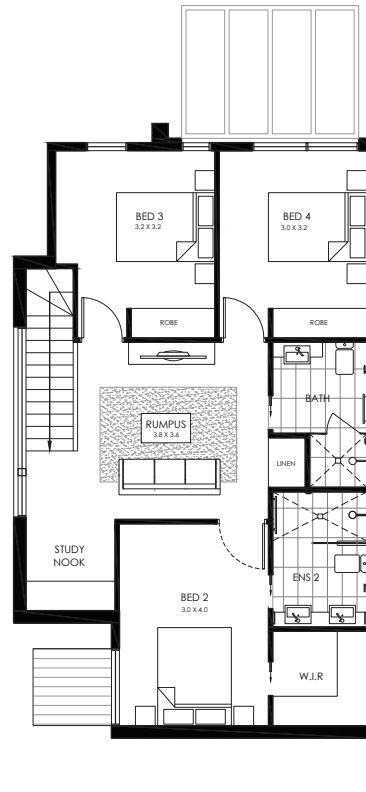 BED 3
3.2 X 3.2
BED 4
3.0 X 3.2
ROBE
ROBE
RUMPUS
3.8 X 3.6
BATH
LINEN
STUDY
NOOK
ENS 2
BED 2
3.0 X 4.0
W.I.R